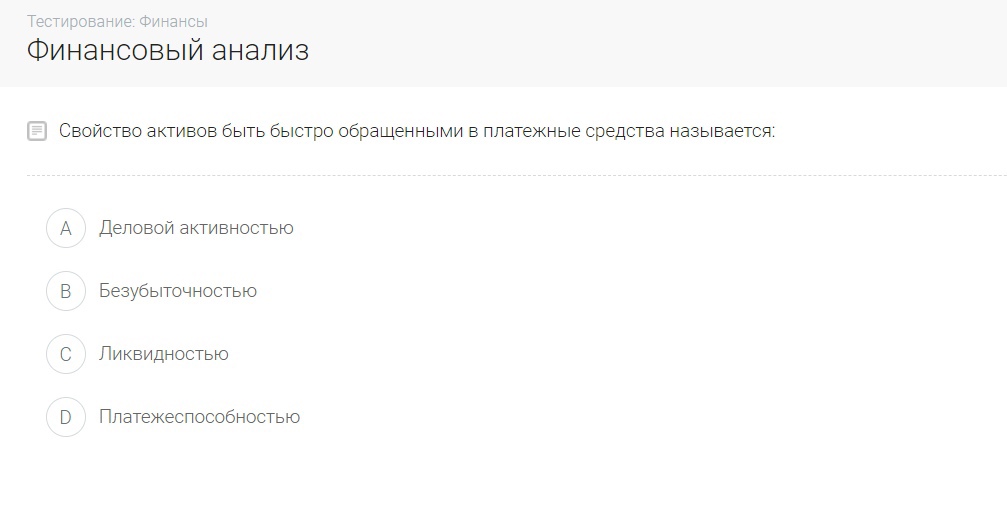 Тестирование: Финансы
Финансовый анализ
Свойство активов быть быстро обращенными в платежные средства называется:
A Деловой активностью
B Безубыточностью
C Ликвидностью
D Платежеспособностью